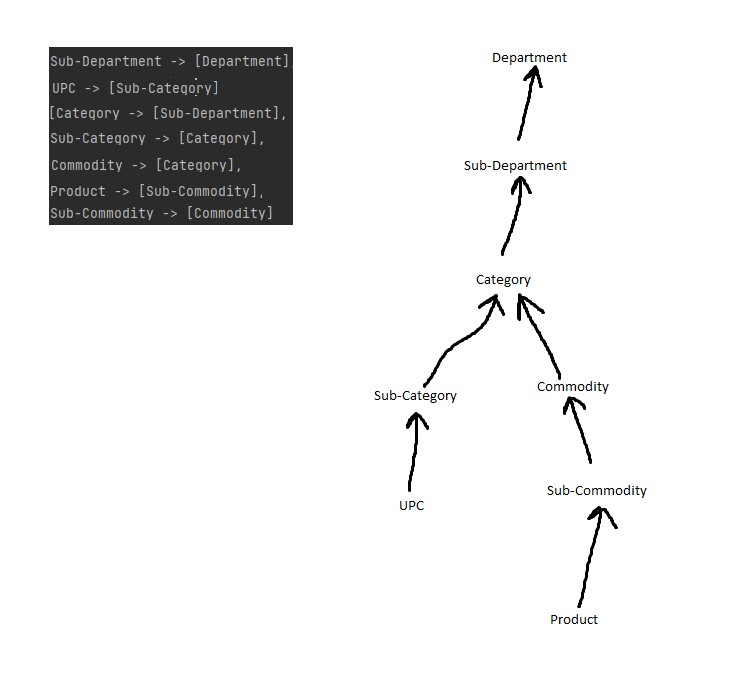 Sub-Department -> [Department],
UPC -> [Sub-Category]
[Category -> [Sub-Department],
Sub-Category -> [Category],
Commodity -> [Category],
Product -> [Sub-Commodity],
Sub-Commodity -> [Commodity]
Department
Sub-Department
Category
Sub-Category
Commodity
UPC
Sub-Commodity
Product